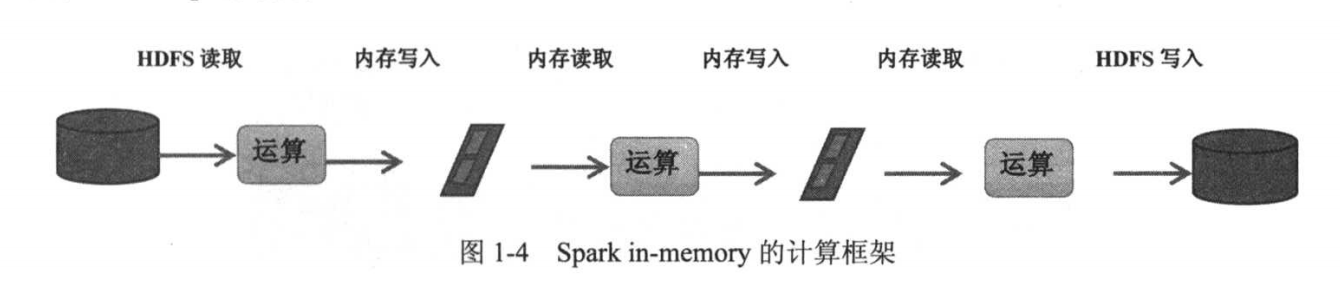 HDFS 读取 内存写入 内存读取 内存写入 内存读取 HDFS 写入
运算 运算 运算
图 1-4 Spark in-memory 的计算框架